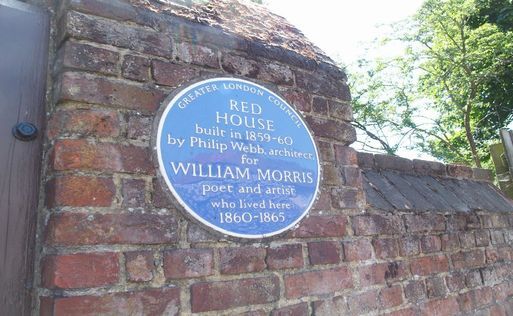 GREATER LONDON COUNCIL
RED
HOUSE
built in 1859-60
by Philip Webb, architect,
for
WILLIAM MORRIS
poet and artist
who lived here
1860-1865